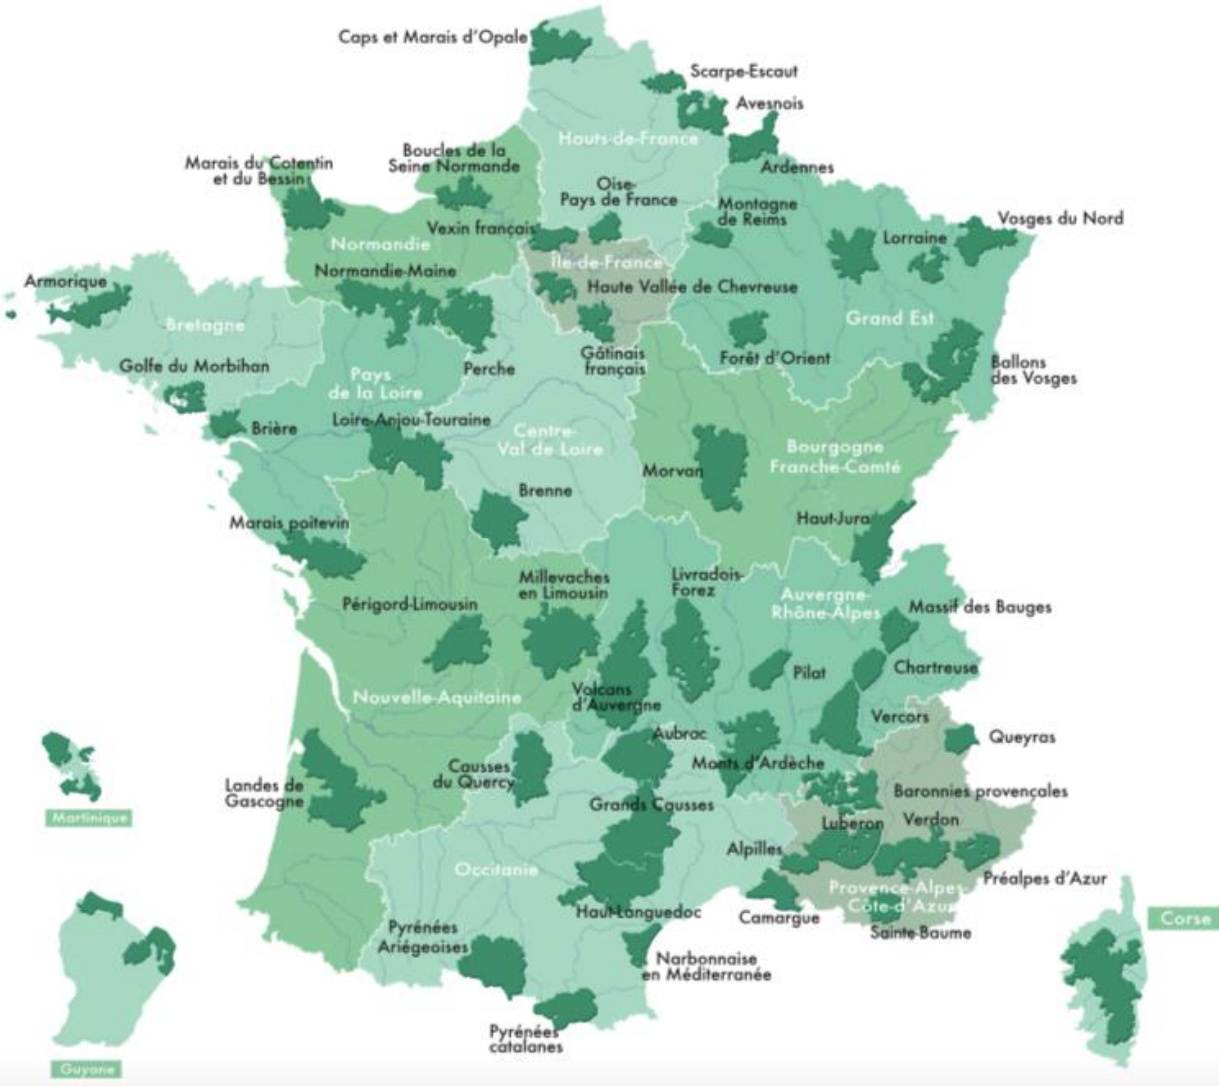 Caps et Marais d'Opale
Scarpe-Escaut
Avesnois
Hauts-de-France
Ardennes
Marais du Cotentin
et du Bessin
Boucles de la
Seine Normande
Oise-
Pays de France
Montagne
de Reims
Vosges du Nord
Vexin français
Lorraine
Normandie
Île-de-France
Normandie-Maine
Haute Vallée de Chevreuse
Armorique
Bretagne
Grand Est
Golfe du Morbihan
Gâtinais
français
Forêt d'Orient
Ballons
des Vosges
Perche
Pays
de la Loire
Brière
Loire-Anjou-Touraine
Centre-
Val de Loire
Bourgogne
Franche-Comté
Morvan
Brenne
Marais poitevin
Haut-Jura
Millevaches
en Limousin
Livradois-
Forez
Périgord-Limousin
Auvergne-
Rhône-Alpes
Massif des Bauges
Pilat
Chartreuse
Nouvelle-Aquitaine
Volcans
d'Auvergne
Vercors
Aubrac
Queyras
Causses
du Quercy
Monts d'Ardèche
Landes de
Gascogne
Baronnies provençales
Grands Causses
Luberon
Verdon
Martinique
Alpilles
Occitanie
Préalpes d'Azur
Provence-Alpes-
Côte-d'Azur
Haut-Languedoc
Camargue
Sainte-Baume
Corse
Pyrénées
Ariégeoises
Narbonnaise
en Méditerranée
Pyrénées
catalanes
Guyane